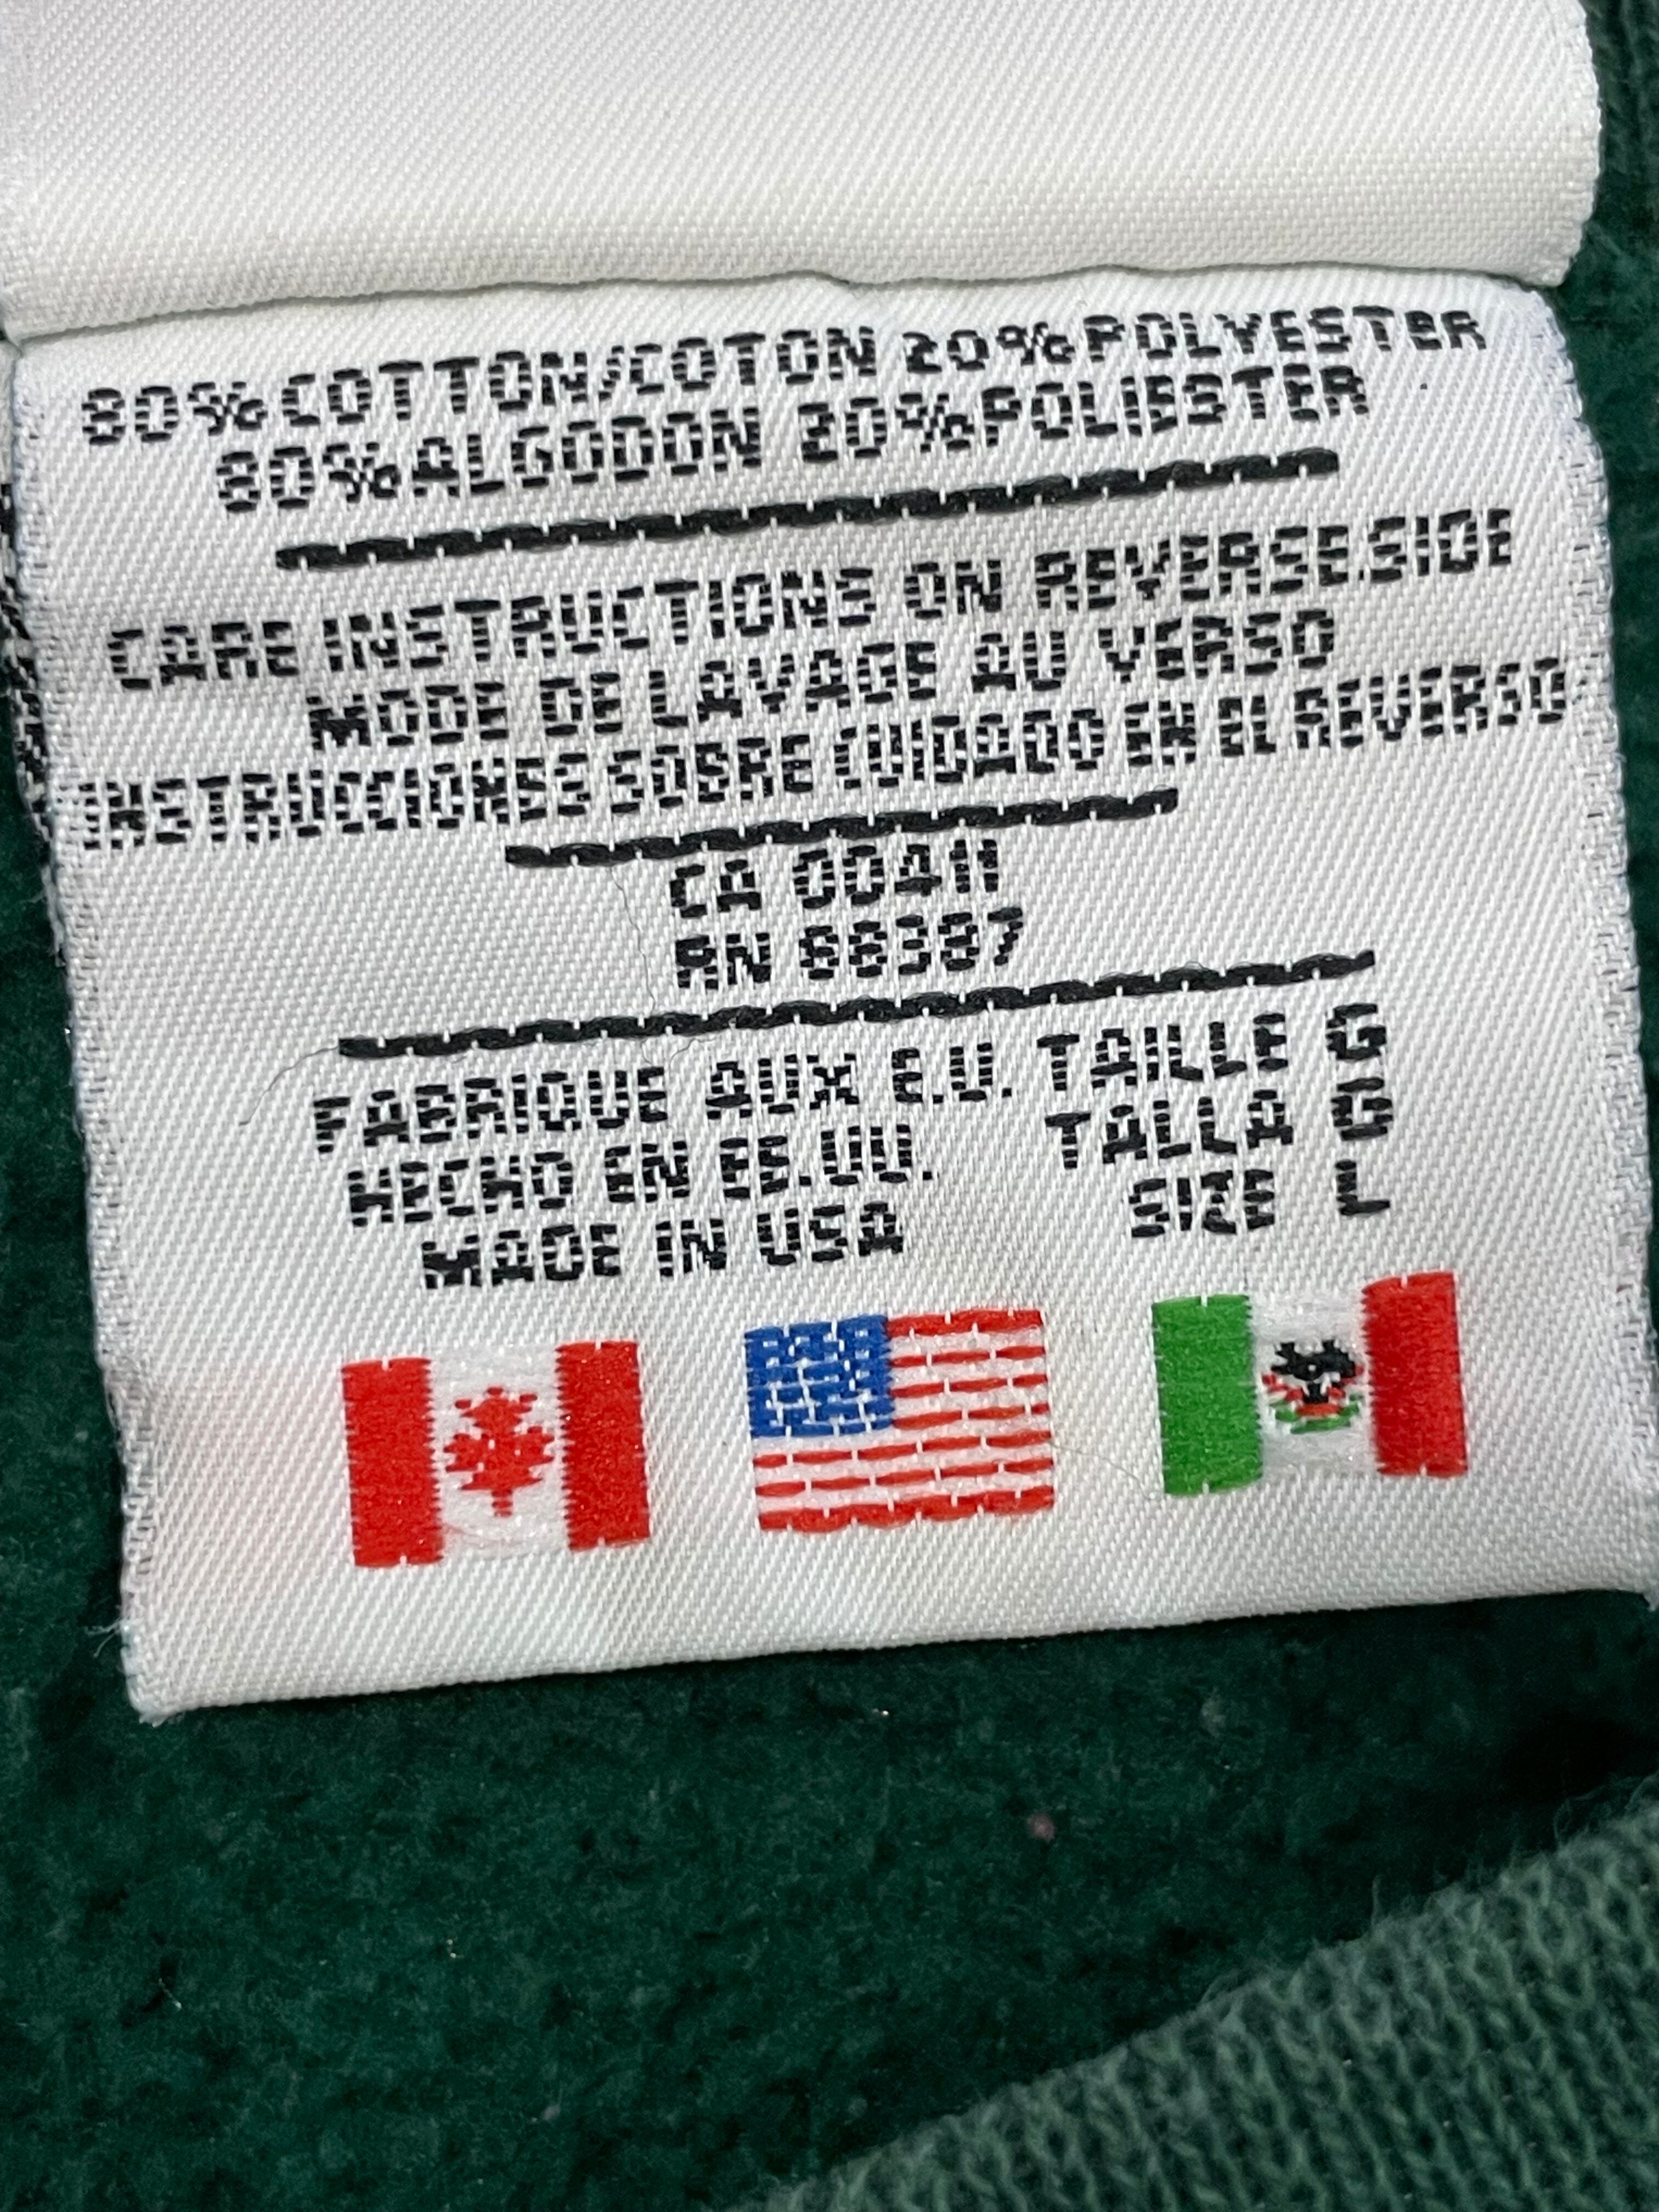 80% COTTON/COTON 20% POLYESTER
80% ALGODON 20% POLIESTER
CARE INSTRUCTIONS ON REVERSE SIDE
MODE DE LAVAGE AU VERSO
INSTRUCCIONES SOBRE CUIDADO EN EL REVERSO
CA 00411
RN 68387
FABRIQUE AUX E.U. TAILLE G
HECHO EN EE.UU. TALLA G
MADE IN USA SIZE L